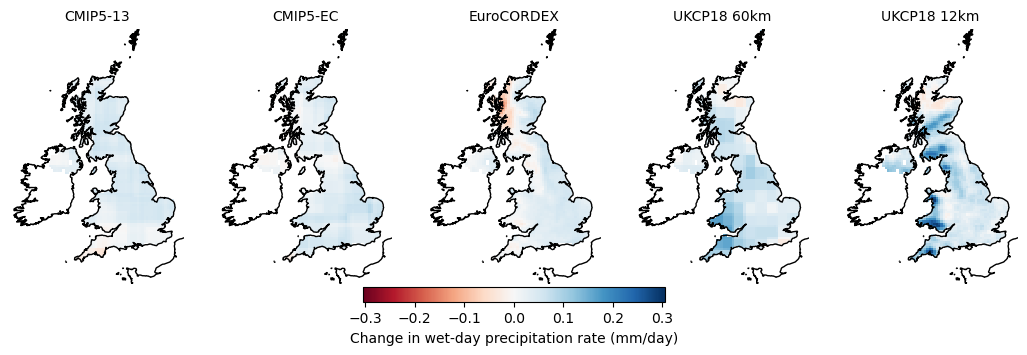 CMIP5-13 CMIP5-EC EuroCORDEX UKCP18 60km UKCP18 12km
−0.3 −0.2 −0.1 0.0 0.1 0.2 0.3
Change in wet-day precipitation rate (mm/day)